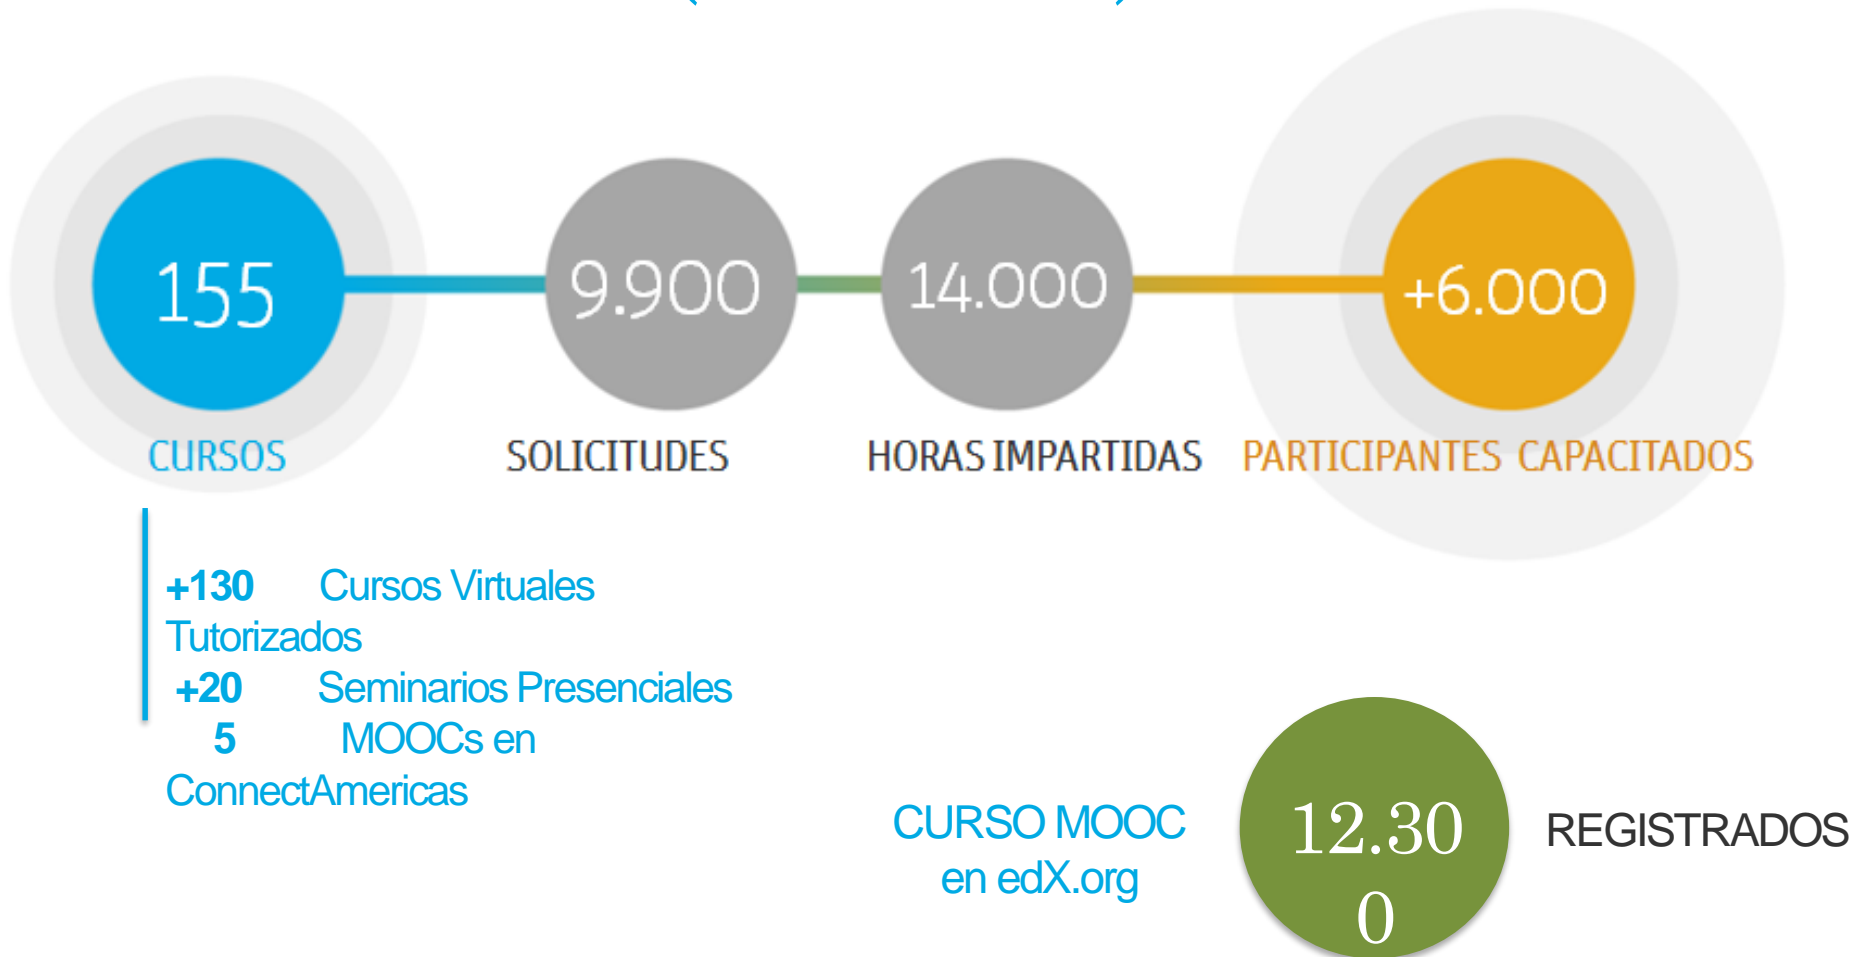 155
9.900
14.000
+6.000
CURSOS
SOLICITUDES
HORAS IMPARTIDAS
PARTICIPANTES CAPACITADOS
+130 Cursos Virtuales
Tutorizados
+20 Seminarios Presenciales
5 MOOCs en
ConnectAmericas
CURSO MOOC
en edX.org
12.30
0
REGISTRADOS